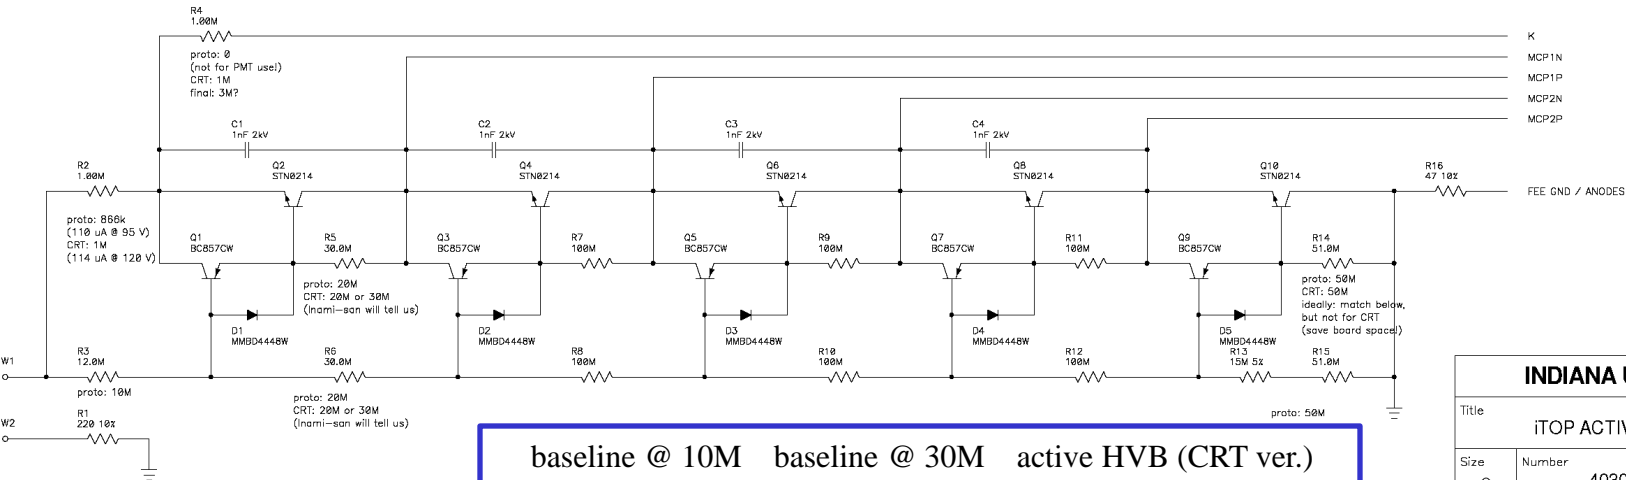 R4
1.00M
proto: 0
(not for PMT use!)
CRT: 1M
final: 3M?
K
MCP1N
MCP1P
MCP2N
MCP2P
C1
1nF 2kV
C2
1nF 2kV
C3
1nF 2kV
C4
1nF 2kV
R2
1.00M
Q2
STN0214
Q4
STN0214
Q6
STN0214
Q8
STN0214
Q10
STN0214
R16
47 10%
FEE GND / ANODES
proto: 866k
(110 uA @ 95 V)
CRT: 1M
(114 uA @ 120 V)
Q1
BC857CW
R5
30.0M
Q3
BC857CW
R7
100M
Q5
BC857CW
R9
100M
Q7
BC857CW
R11
100M
Q9
BC857CW
R14
51.0M
proto: 20M
CRT: 20M or 30M
(Inami-san will tell us)
proto: 50M
CRT: 50M
ideally: match below,
but not for CRT
(save board space!)
D1
MMBD4448W
D2
MMBD4448W
D3
MMBD4448W
D4
MMBD4448W
D5
MMBD4448W
W1
R3
12.0M
R6
30.0M
R8
100M
R10
100M
R12
100M
R13
15M 5%
R15
51.0M
proto: 10M
proto: 20M
CRT: 20M or 30M
(Inami-san will tell us)
proto: 50M
W2
R1
220 10%
baseline @ 10M baseline @ 30M active HVB (CRT ver.)
INDIANA
Title
iTOP
Size
Number